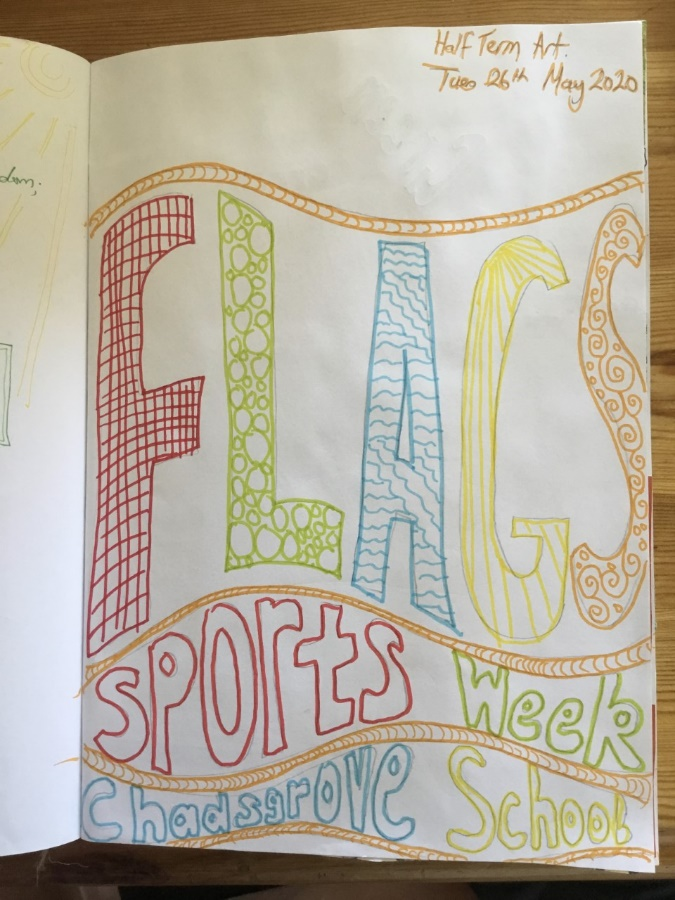 Half Term Art.
Tues 26th May 2020
FLAGS
Sports Week
Chadsgrove School